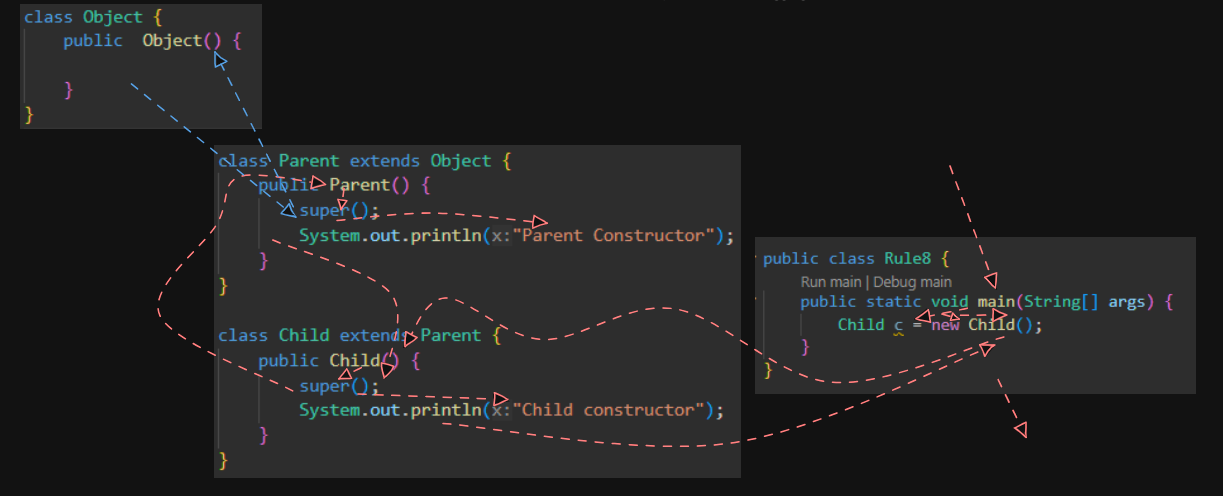 class Object {
public Object() {
}
}
class Parent extends Object {
public Parent() {
super();
System.out.println(x:"Parent Constructor");
}
}
class Child extends Parent {
public Child() {
super();
System.out.println(x:"Child constructor");
}
}
public class Rule8 {
Run main | Debug main
public static void main(String[] args) {
Child c = new Child();
}
}